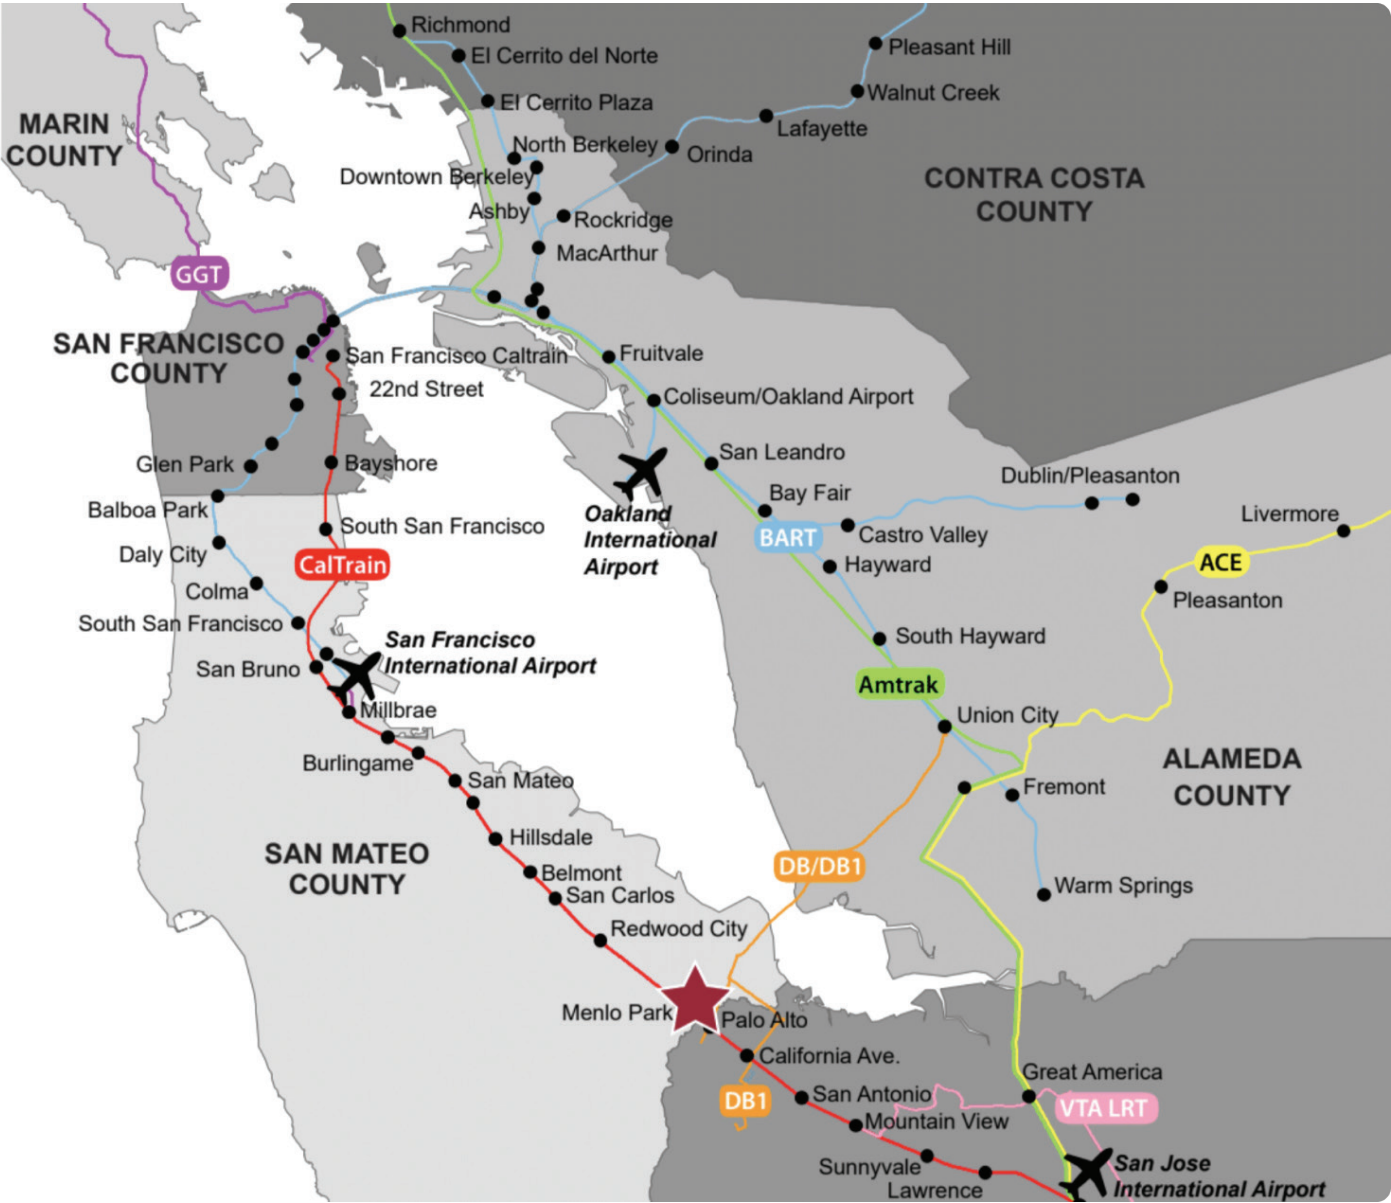 Richmond
El Cerrito del Norte
Pleasant Hill
El Cerrito Plaza
Walnut Creek
MARIN
COUNTY
Lafayette
North Berkeley
Orinda
Downtown Berkeley
CONTRA COSTA
COUNTY
Ashby
Rockridge
MacArthur
GGT
SAN FRANCISCO
COUNTY
San Francisco Caltrain
Fruitvale
22nd Street
Coliseum/Oakland Airport
Glen Park
Bayshore
San Leandro
Dublin/Pleasanton
Bay Fair
Balboa Park
South San Francisco
Oakland
International
Airport
BART
Castro Valley
Livermore
Daly City
CalTrain
Hayward
ACE
Colma
Pleasanton
South San Francisco
San Francisco
International Airport
South Hayward
San Bruno
Amtrak
Millbrae
Union City
Burlingame
San Mateo
Fremont
ALAMEDA
COUNTY
Hillsdale
SAN MATEO
COUNTY
Belmont
DB/DB1
San Carlos
Warm Springs
Redwood City
Menlo Park
Palo Alto
California Ave.
Great America
San Antonio
DB1
VTA LRT
Mountain View
Sunnyvale
San Jose
International Airport
Lawrence